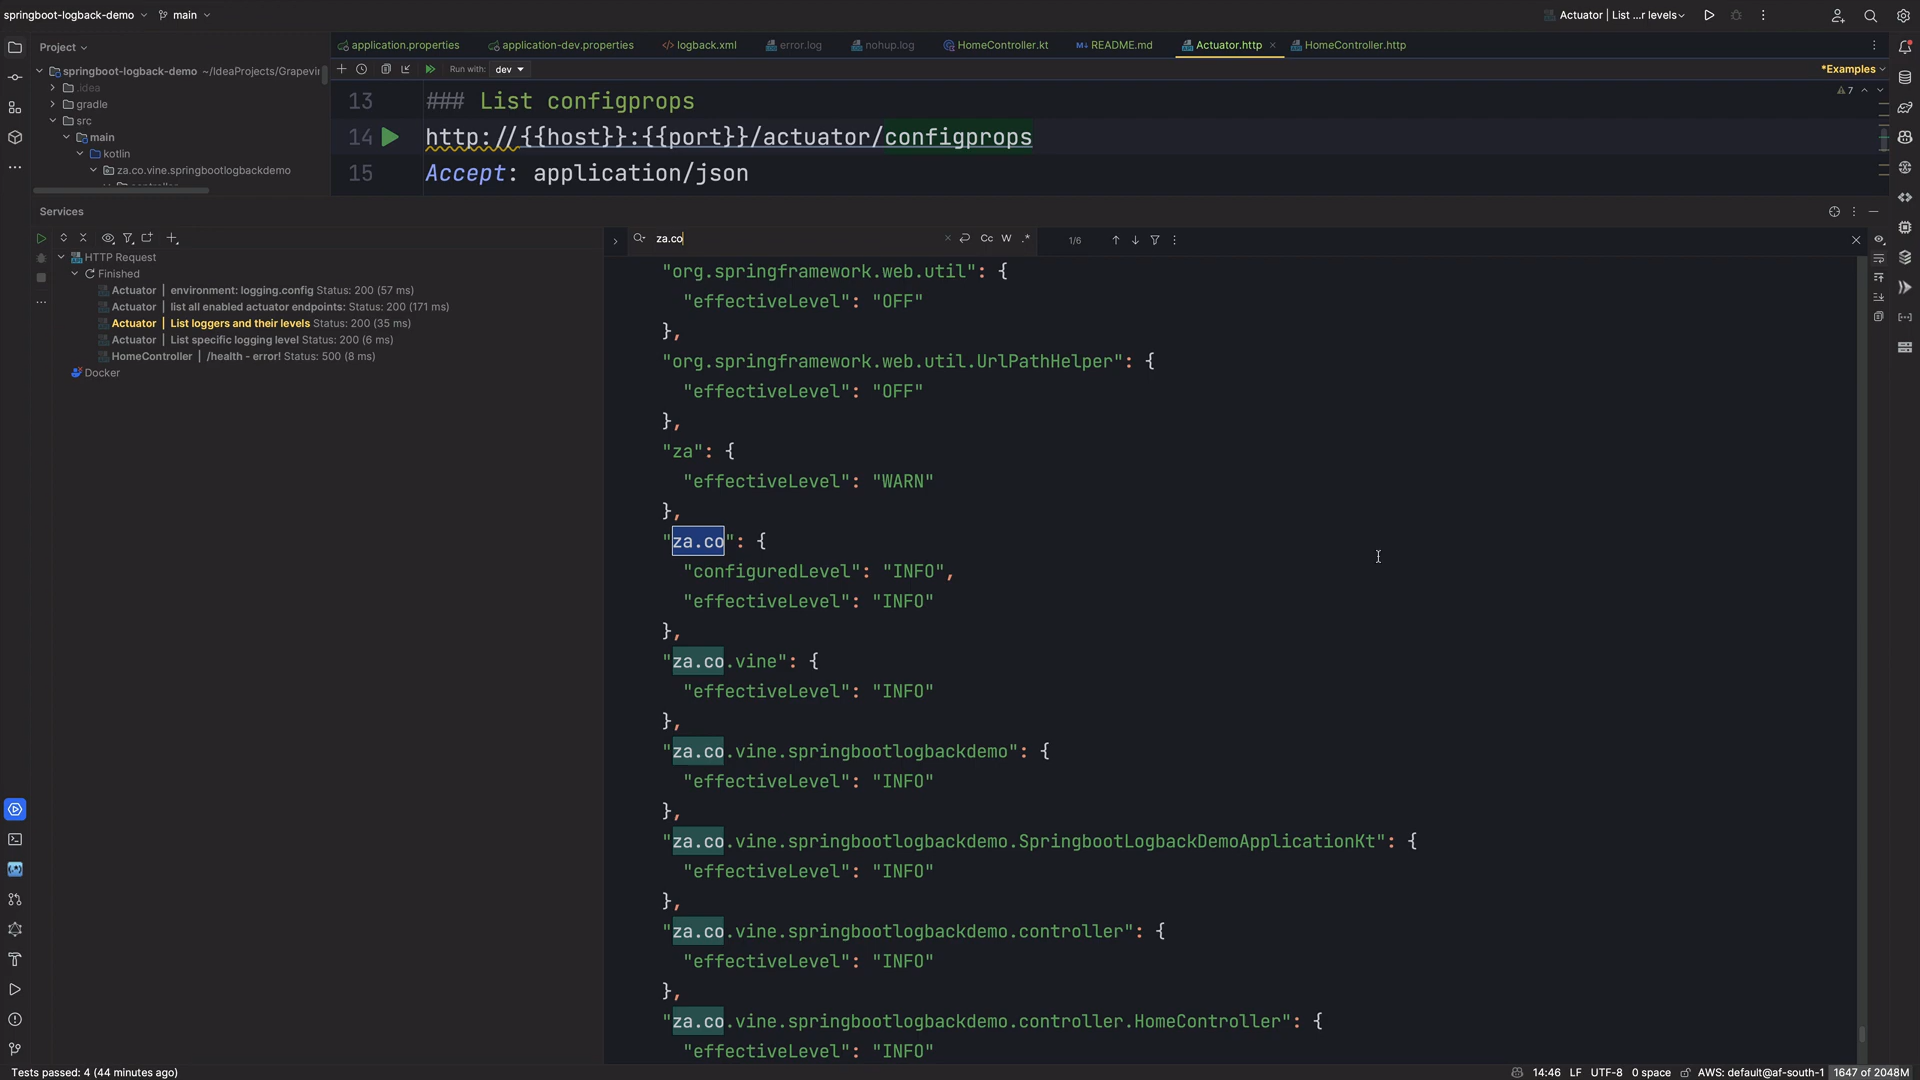 springboot-logback-demo main Actuator | List ...r levels
Project
application.properties application-dev.properties logback.xml error.log nohup.log HomeController.kt README.md Actuator.http HomeController.http
springboot-logback-demo ~/IdeaProjects/Grapevin
.idea
gradle
src
main
kotlin
za.co.vine.springbootlogbackdemo
Run with: dev *Examples
7
13 ### List configprops
14 http://{{host}}:{{port}}/actuator/configprops
15 Accept: application/json
Services
HTTP Request
Finished
Actuator | environment: logging.config Status: 200 (57 ms)
Actuator | list all enabled actuator endpoints: Status: 200 (171 ms)
Actuator | List loggers and their levels Status: 200 (35 ms)
Actuator | List specific logging level Status: 200 (6 ms)
HomeController | /health - error! Status: 500 (8 ms)
Docker
za.co Cc W .* 1/6
"org.springframework.web.util": {
"effectiveLevel": "OFF"
},
"org.springframework.web.util.UrlPathHelper": {
"effectiveLevel": "OFF"
},
"za": {
"effectiveLevel": "WARN"
},
"za.co": {
"configuredLevel": "INFO",
"effectiveLevel": "INFO"
},
"za.co.vine": {
"effectiveLevel": "INFO"
},
"za.co.vine.springbootlogbackdemo": {
"effectiveLevel": "INFO"
},
"za.co.vine.springbootlogbackdemo.SpringbootLogbackDemoApplicationKt": {
"effectiveLevel": "INFO"
},
"za.co.vine.springbootlogbackdemo.controller": {
"effectiveLevel": "INFO"
},
"za.co.vine.springbootlogbackdemo.controller.HomeController": {
"effectiveLevel": "INFO"
Tests passed: 4 (44 minutes ago) 14:46 LF UTF-8 0 space AWS: default@af-south-1 1647 of 2048M